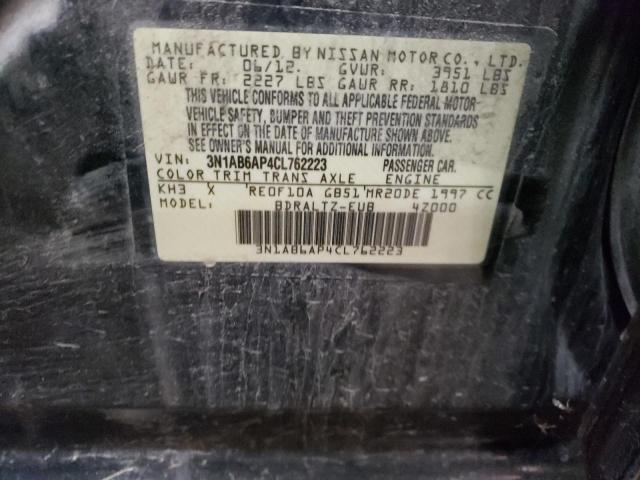 MANUFACTURED BY NISSAN MOTOR CO., LTD.
DATE: 06/12. GVWR: 3951 LBS
GAWR FR: 2227 LBS GAWR RR: 1810 LBS
THIS VEHICLE CONFORMS TO ALL APPLICABLE FEDERAL MOTOR
VEHICLE SAFETY, BUMPER AND THEFT PREVENTION STANDARDS
IN EFFECT ON THE DATE OF MANUFACTURE SHOWN ABOVE.
SEE OWNER'S MANUAL FOR ADDITIONAL INFORMATION.
VIN: 3N1AB6AP4CL762223 PASSENGER CAR.
COLOR TRIM TRANS AXLE ENGINE
KH3 X RE0F10A GB51 MR20DE 1997 CC
MODEL: BDRALTZ-EUB 4Z000
3N1AB6AP4CL762223